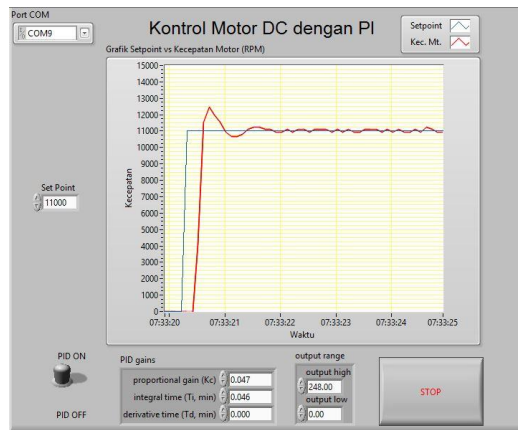 Port COM
COM9
Kontrol Motor DC dengan PI
Setpoint
Kec. Mt.
Grafik Setpoint vs Kecepatan Motor (RPM)
15000
14000
13000
12000
11000
10000
9000
8000
7000
6000
5000
4000
3000
2000
1000
0
Kecepatan
07:33:20 07:33:21 07:33:22 07:33:23 07:33:24 07:33:25
Waktu
Set Point
11000
PID ON
PID OFF
PID gains
proportional gain (Kc) 0.047
integral time (Ti, min) 0.046
derivative time (Td, min) 0.000
output range
output high
248.00
output low
0.00
STOP